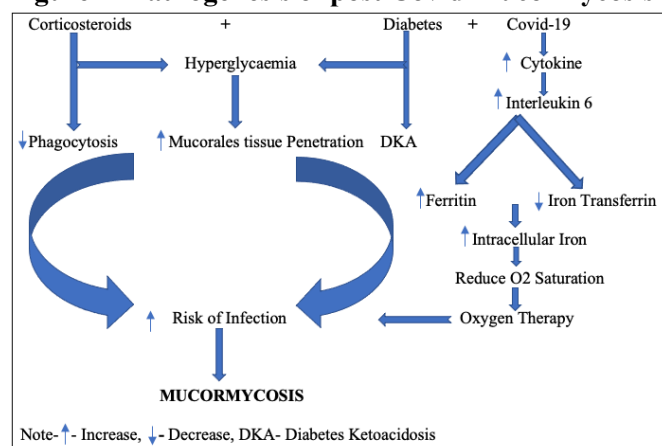 Corticosteroids + Diabetes + Covid-19
Hyperglycaemia ↑ Cytokine
↑ Interleukin 6
↓ Phagocytosis ↑ Mucorales tissue Penetration DKA
↑ Ferritin ↓ Iron Transferrin
↑ Intracellular Iron
Reduce O2 Saturation
↑ Risk of Infection Oxygen Therapy
MUCORMYCOSIS
Note- ↑- Increase, ↓- Decrease, DKA- Diabetes Ketoacidosis